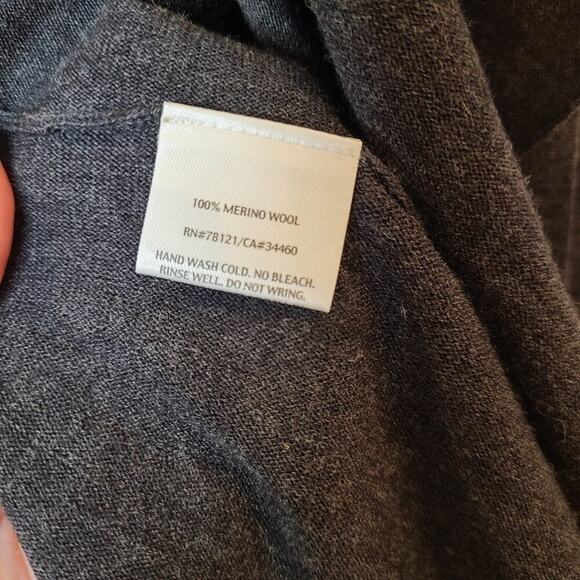 100% MERINO WOOL
RN#78121/CA#34460
HAND WASH COLD. NO BLEACH.
RINSE WELL. DO NOT WRING.